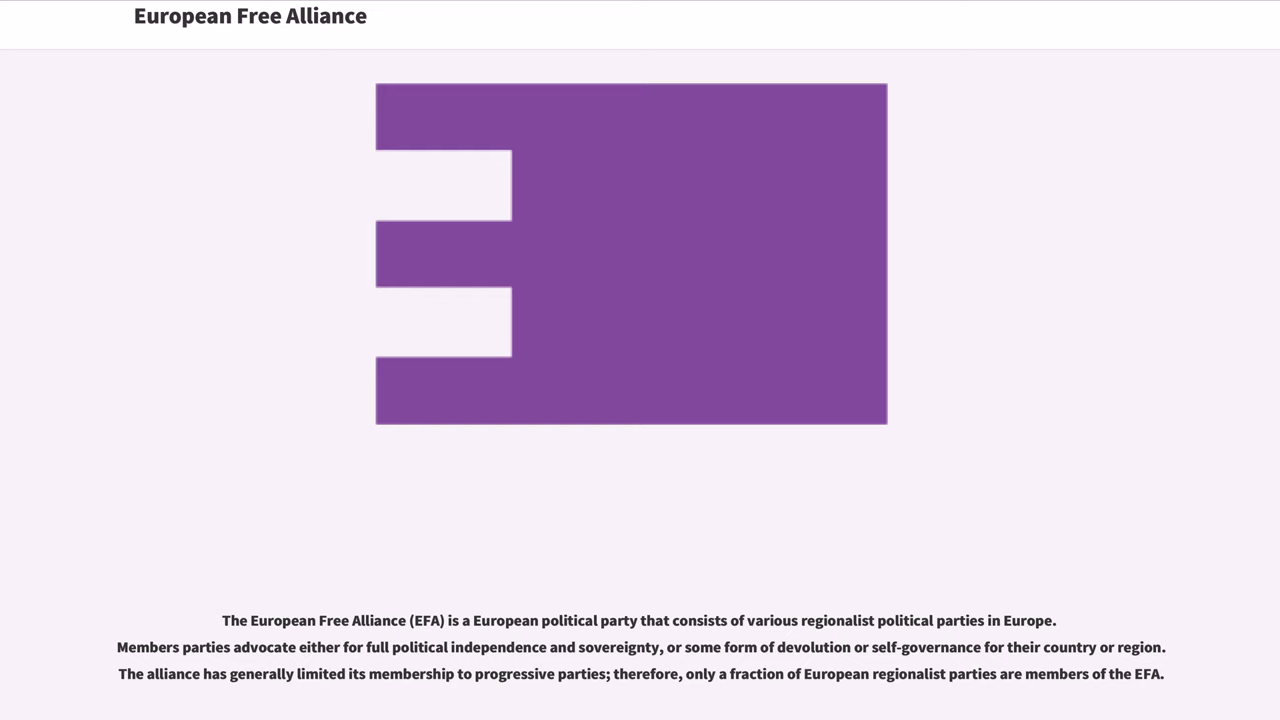 European Free Alliance
The European Free Alliance (EFA) is a European political party that consists of various regionalist political parties in Europe.
Members parties advocate either for full political independence and sovereignty, or some form of devolution or self-governance for their country or region.
The alliance has generally limited its membership to progressive parties; therefore, only a fraction of European regionalist parties are members of the EFA.